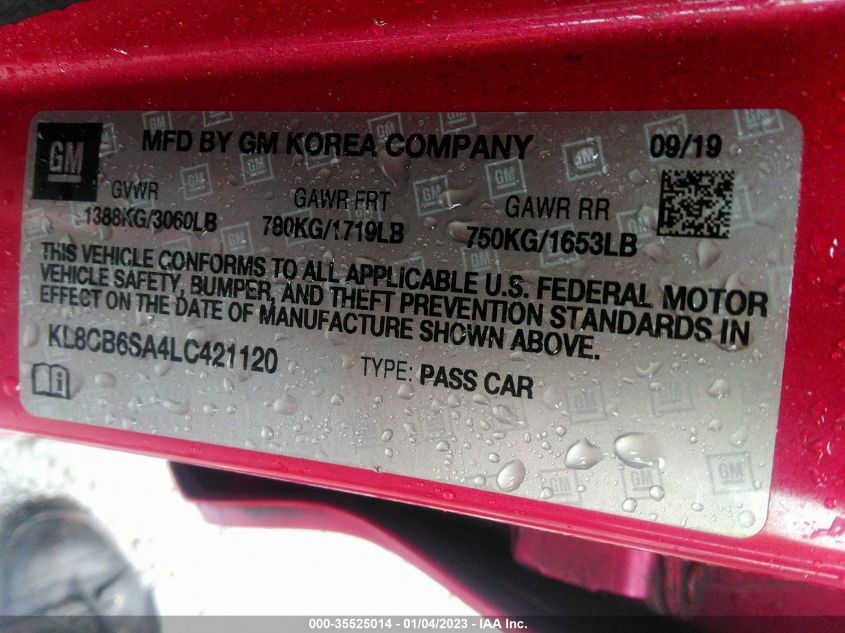 GM
MFD BY GM KOREA COMPANY 09/19
GVWR GAWR FRT GAWR RR
1388KG/3060LB 780KG/1719LB 750KG/1653LB
THIS VEHICLE CONFORMS TO ALL APPLICABLE U.S. FEDERAL MOTOR
VEHICLE SAFETY, BUMPER, AND THEFT PREVENTION STANDARDS IN
EFFECT ON THE DATE OF MANUFACTURE SHOWN ABOVE.
KL8CB6SA4LC421120 TYPE: PASS CAR
000-35525014 - 01/04/2023 - IAA Inc.